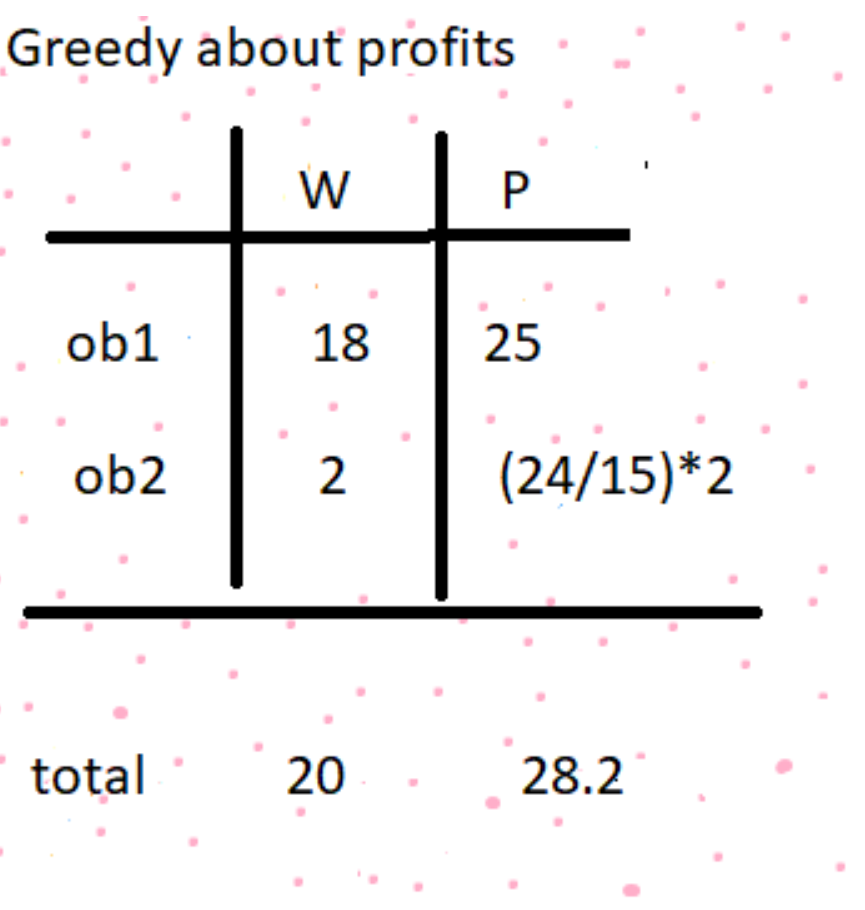 Greedy about profits
W P
ob1 18 25
ob2 2 (24/15)*2
total 20 28.2